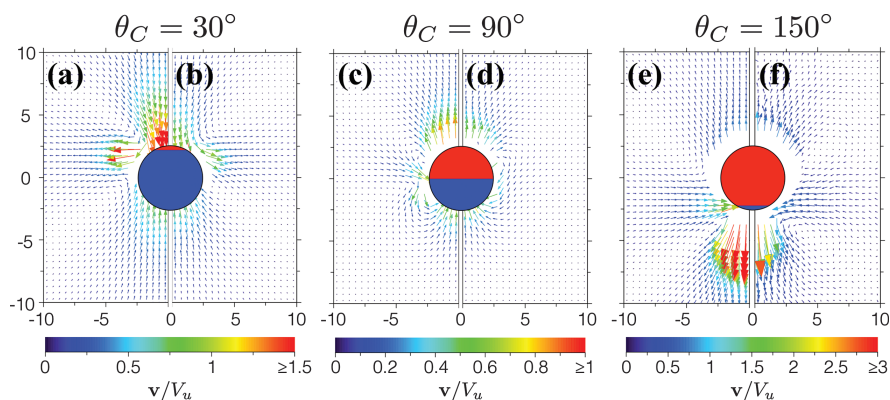 θ_C = 30° θ_C = 90° θ_C = 150°
(a) (b) (c) (d) (e) (f)
10
5
0
-5
-10
-10 -5 0 5 10 -10 -5 0 5 10 -10 -5 0 5 10
0 0.5 1 ≥1.5 0 0.2 0.4 0.6 0.8 ≥1 0 0.5 1 1.5 2 2.5 ≥3
v/V_u v/V_u v/V_u